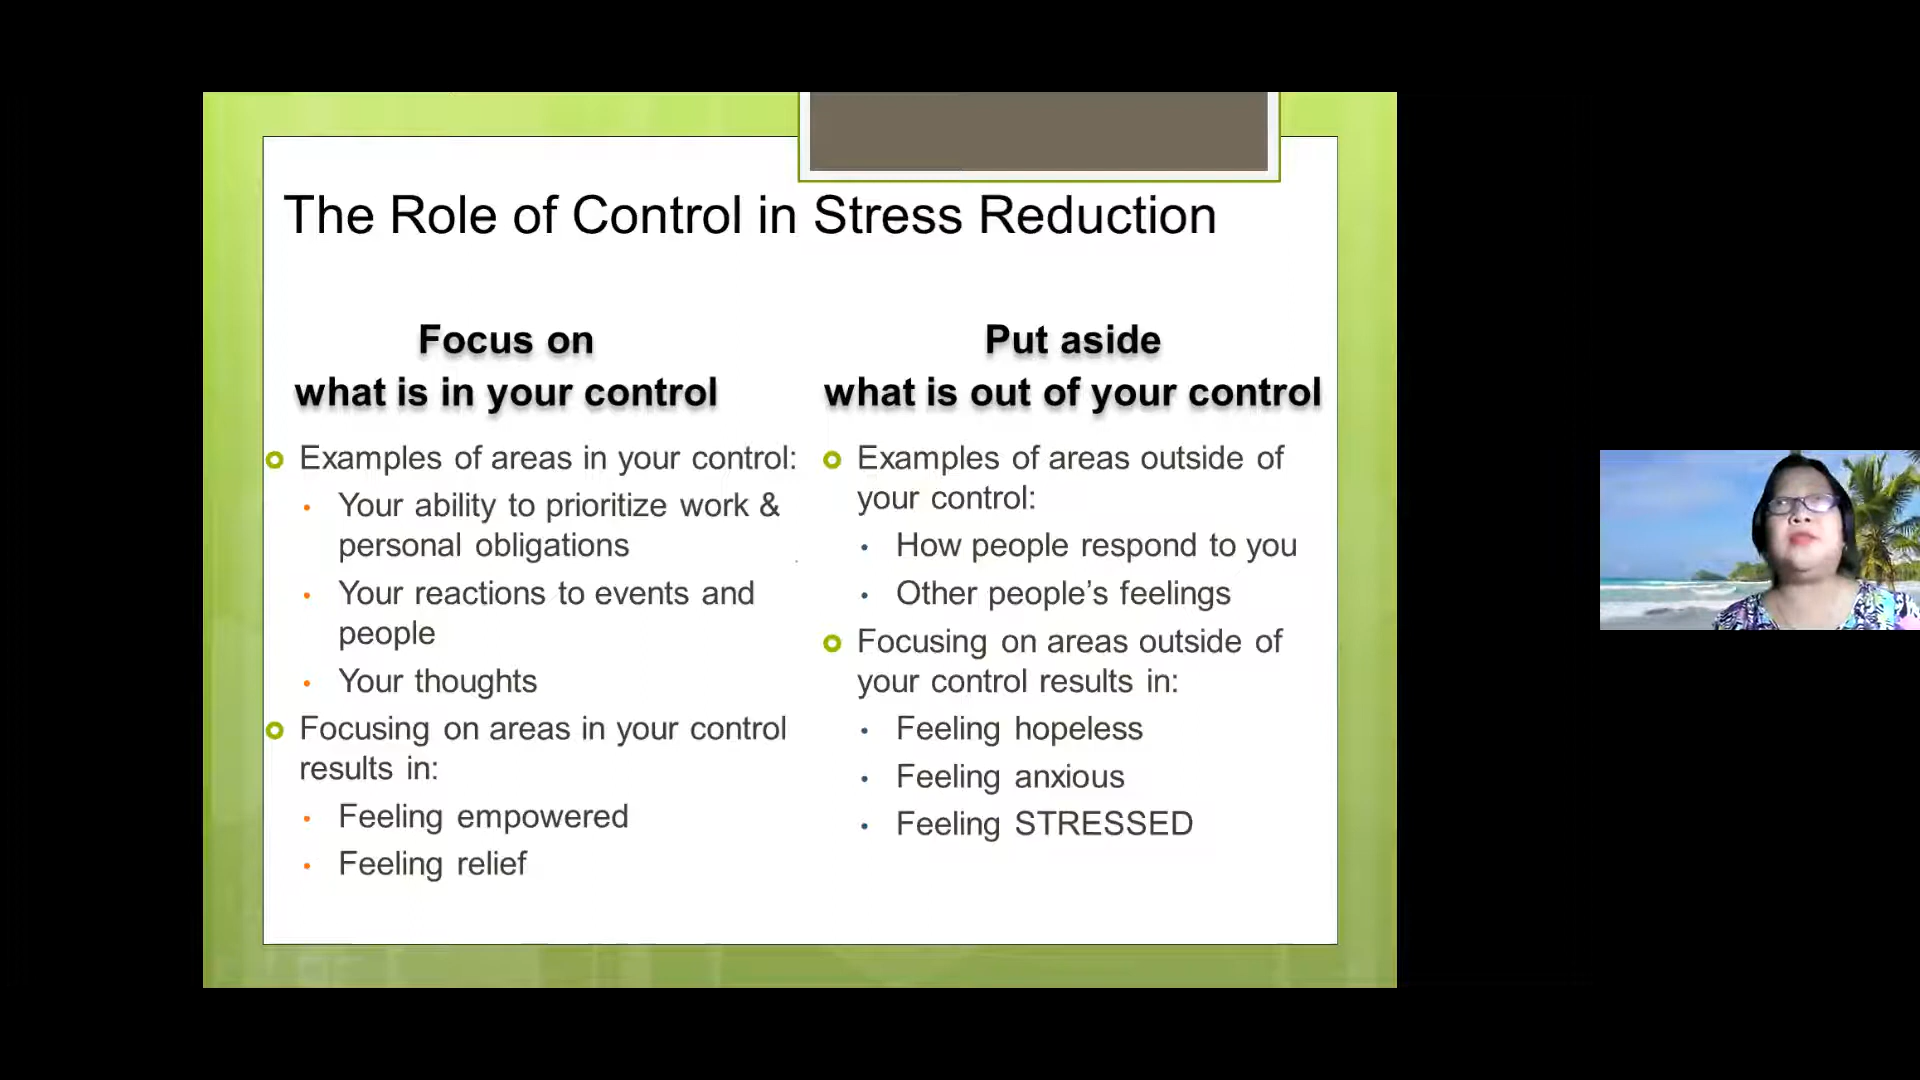 The Role of Control in Stress Reduction
Focus on
what is in your control
Examples of areas in your control:
Your ability to prioritize work &
personal obligations
Your reactions to events and
people
Your thoughts
Focusing on areas in your control
results in:
Feeling empowered
Feeling relief
Put aside
what is out of your control
Examples of areas outside of
your control:
How people respond to you
Other people’s feelings
Focusing on areas outside of
your control results in:
Feeling hopeless
Feeling anxious
Feeling STRESSED